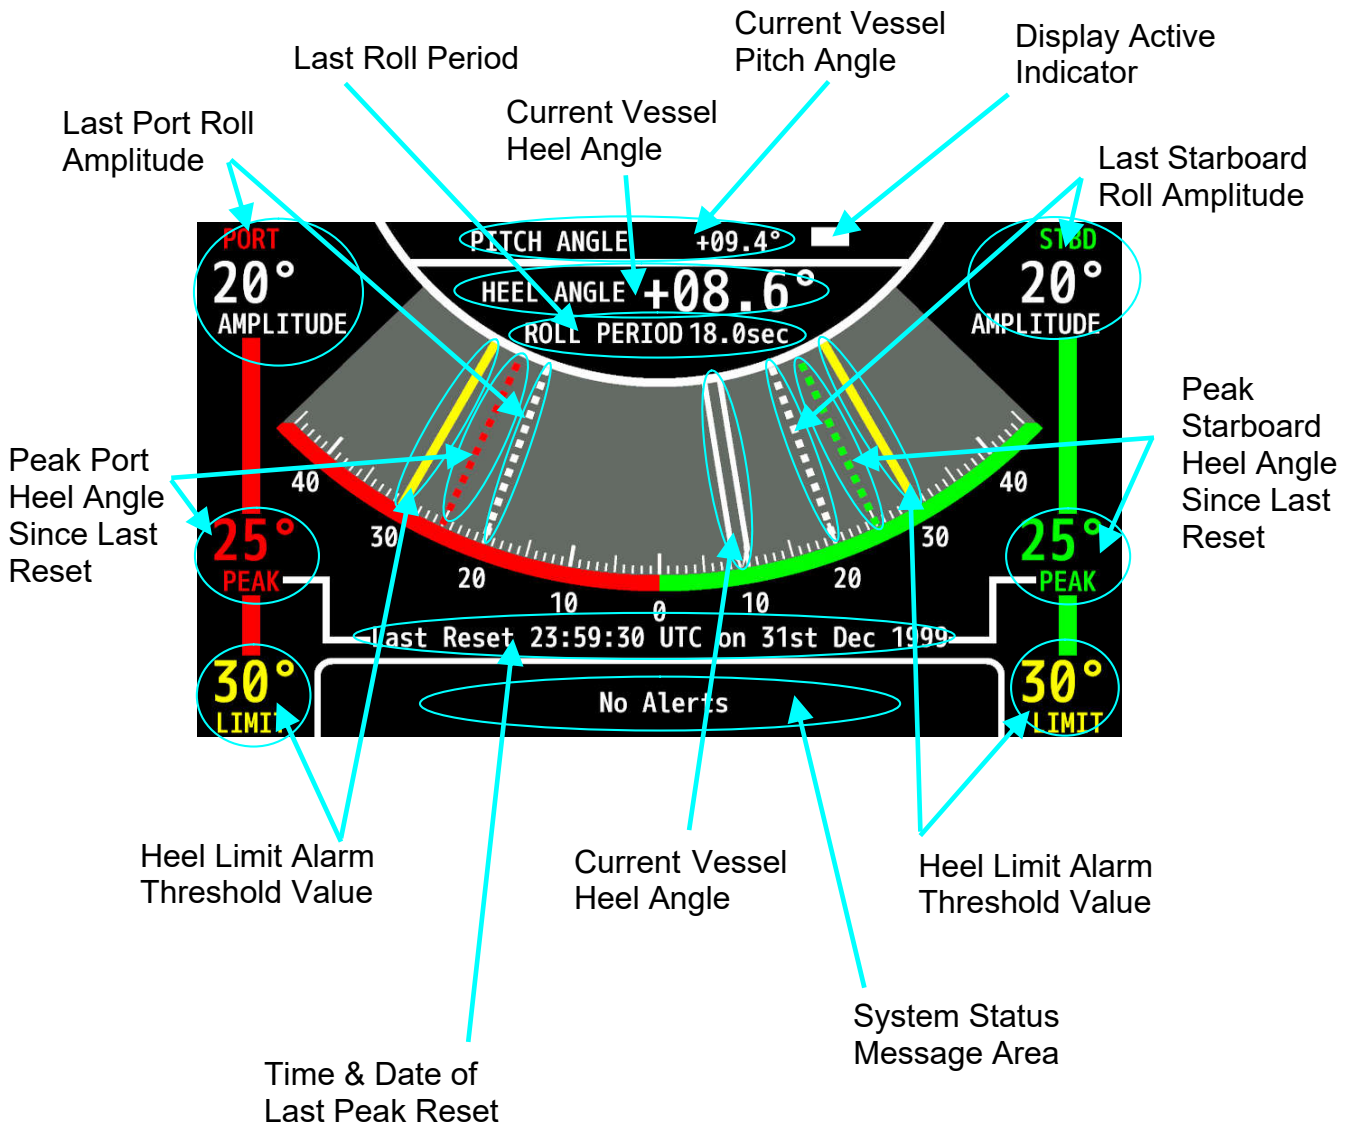 Current Vessel
Pitch Angle
Display Active
Indicator
Last Roll Period
Current Vessel
Heel Angle
Last Port Roll
Amplitude
Last Starboard
Roll Amplitude
PORT
20°
AMPLITUDE
PITCH ANGLE +09.4°
HEEL ANGLE +08.6°
ROLL PERIOD 18.0sec
STBD
20°
AMPLITUDE
Peak Port
Heel Angle
Since Last
Reset
Peak
Starboard
Heel Angle
Since Last
Reset
40
30
20
10
0
10
20
30
40
25°
PEAK
25°
PEAK
Last Reset 23:59:30 UTC on 31st Dec 1999
30°
LIMIT
No Alerts
30°
LIMIT
Heel Limit Alarm
Threshold Value
Current Vessel
Heel Angle
Heel Limit Alarm
Threshold Value
System Status
Message Area
Time & Date of
Last Peak Reset